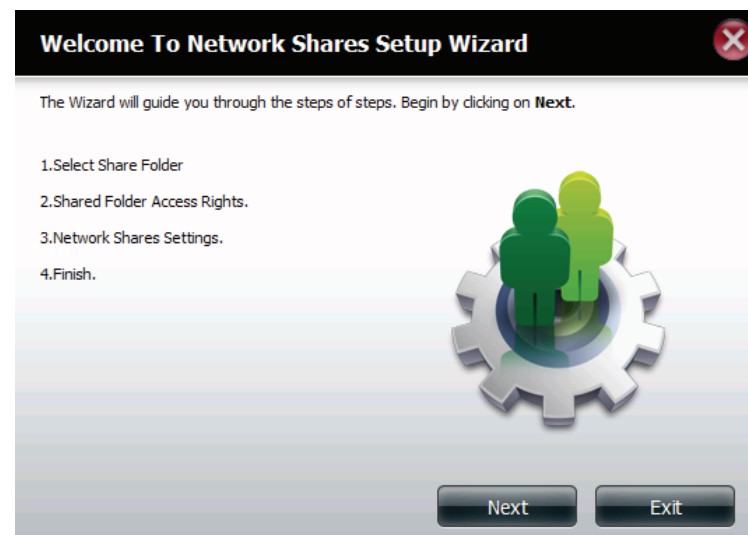 Welcome To Network Shares Setup Wizard
The Wizard will guide you through the steps of steps. Begin by clicking on Next.
1.Select Share Folder
2.Shared Folder Access Rights.
3.Network Shares Settings.
4.Finish.
Next Exit